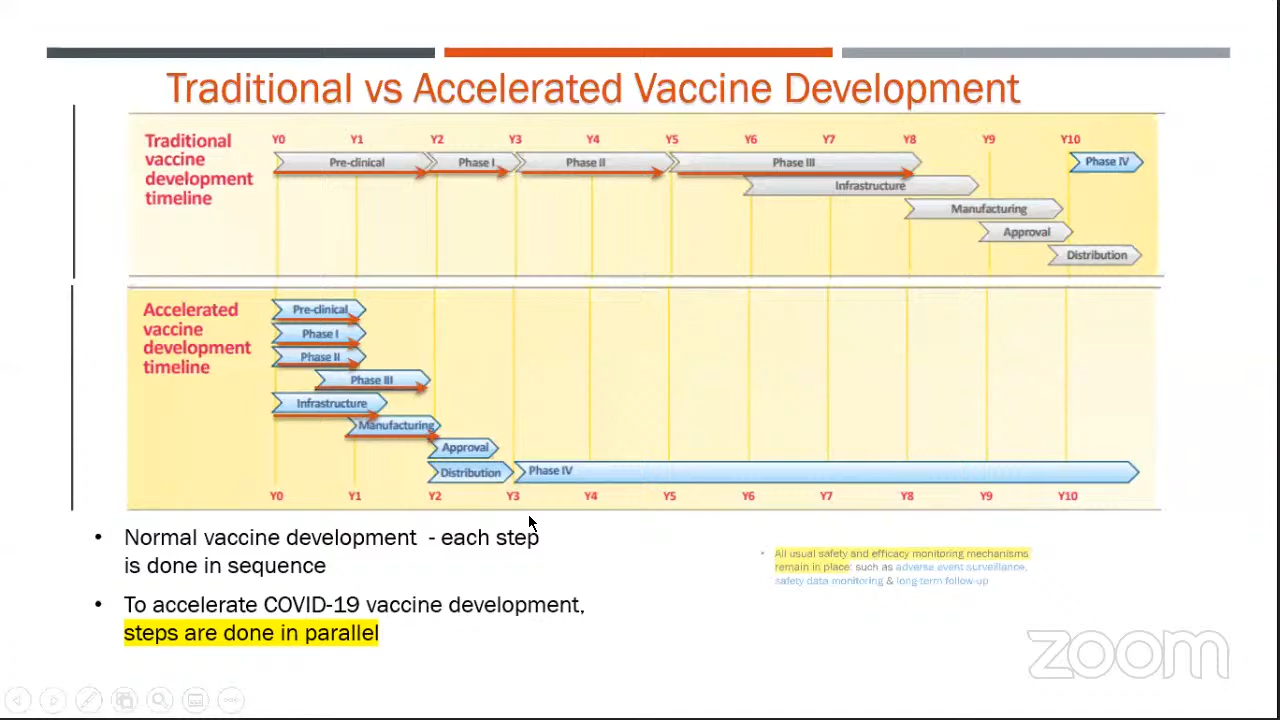 Traditional vs Accelerated Vaccine Development
Traditional
vaccine
development
timeline
Y0 Y1 Y2 Y3 Y4 Y5 Y6 Y7 Y8 Y9 Y10
Pre-clinical Phase I Phase II Phase III Phase IV
Infrastructure
Manufacturing
Approval
Distribution
Accelerated
vaccine
development
timeline
Pre-clinical
Phase I
Phase II
Phase III
Infrastructure
Manufacturing
Approval
Distribution Phase IV
Y0 Y1 Y2 Y3 Y4 Y5 Y6 Y7 Y8 Y9 Y10
• Normal vaccine development - each step
is done in sequence
• To accelerate COVID-19 vaccine development,
steps are done in parallel
• All usual safety and efficacy monitoring mechanisms
remain in place: such as adverse event surveillance,
safety data monitoring & long-term follow-up
zoom